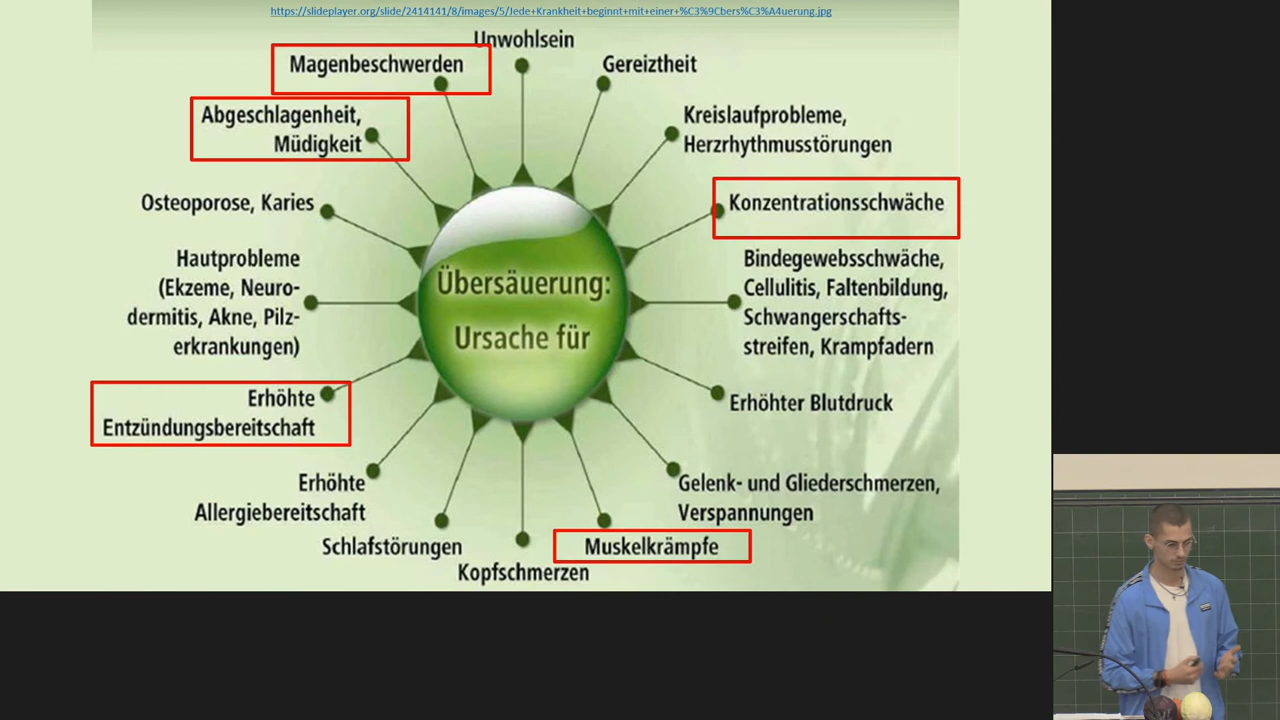 https://slideplayer.org/slide/2414141/8/images/5/Jede+Krankheit+beginnt+mit+einer+%C3%9Cbers%C3%A4uerung.jpg
Unwohlsein
Magenbeschwerden
Gereiztheit
Abgeschlagenheit,
Müdigkeit
Kreislaufprobleme,
Herzrhythmusstörungen
Osteoporose, Karies
Konzentrationsschwäche
Hautprobleme
(Ekzeme, Neuro-
dermitis, Akne, Pilz-
erkrankungen)
Übersäuerung:
Ursache für
Bindegewebsschwäche,
Cellulitis, Faltenbildung,
Schwangerschafts-
streifen, Krampfadern
Erhöhte
Entzündungsbereitschaft
Erhöhter Blutdruck
Erhöhte
Allergiebereitschaft
Gelenk- und Gliederschmerzen,
Verspannungen
Schlafstörungen
Muskelkrämpfe
Kopfschmerzen